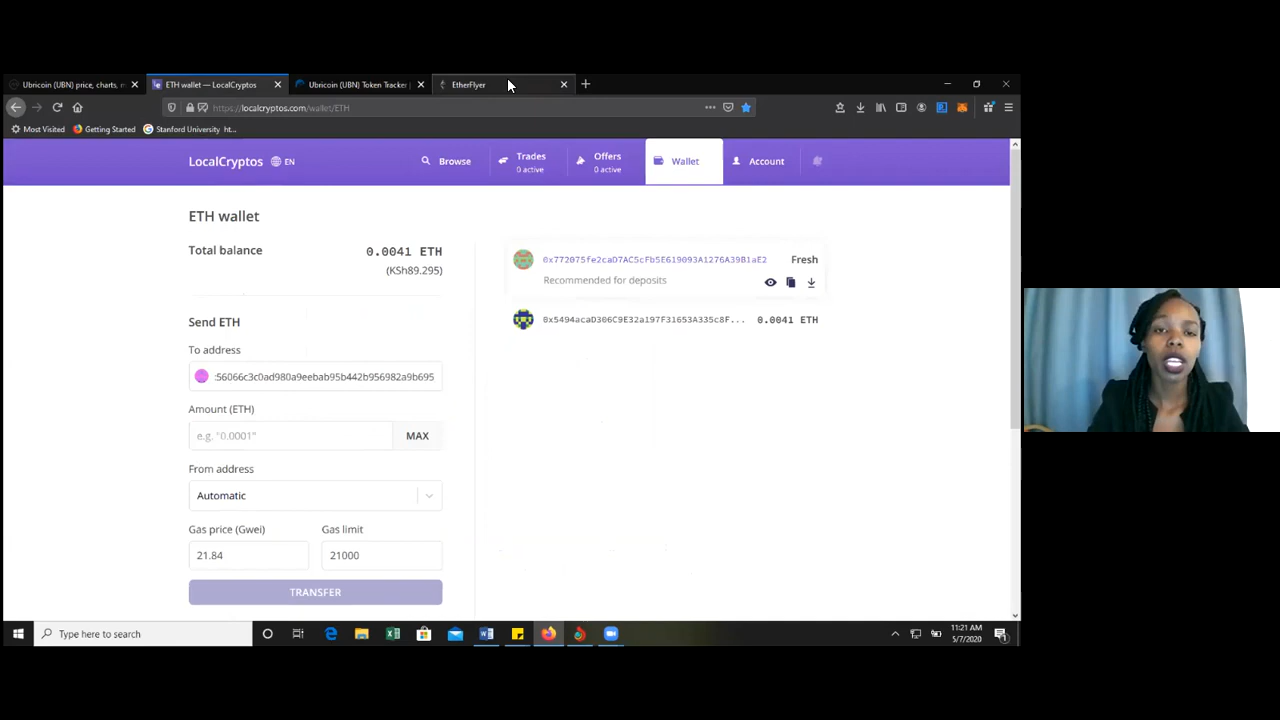 Ubricoin (UBN) price, charts, m
ETH wallet — LocalCryptos
Ubricoin (UBN) Token Tracker |
EtherFlyer
https://localcryptos.com/wallet/ETH
Most Visited
Getting Started
Stanford University ht...
LocalCryptos
EN
Browse
Trades
0 active
Offers
0 active
Wallet
Account
ETH wallet
Total balance
0.0041 ETH
(KSh89.295)
Send ETH
To address
:56066c3c0ad980a9eebab95b442b956982a9b695
Amount (ETH)
e.g. "0.0001"
MAX
From address
Automatic
Gas price (Gwei)
Gas limit
21.84
21000
TRANSFER
0x772075fe2caD7AC5cFb5E619093A1276A39B1aE2
Fresh
Recommended for deposits
0x5494acaD306C9E32a197F31653A335c8F...
0.0041 ETH
Type here to search
11:21 AM
5/7/2020